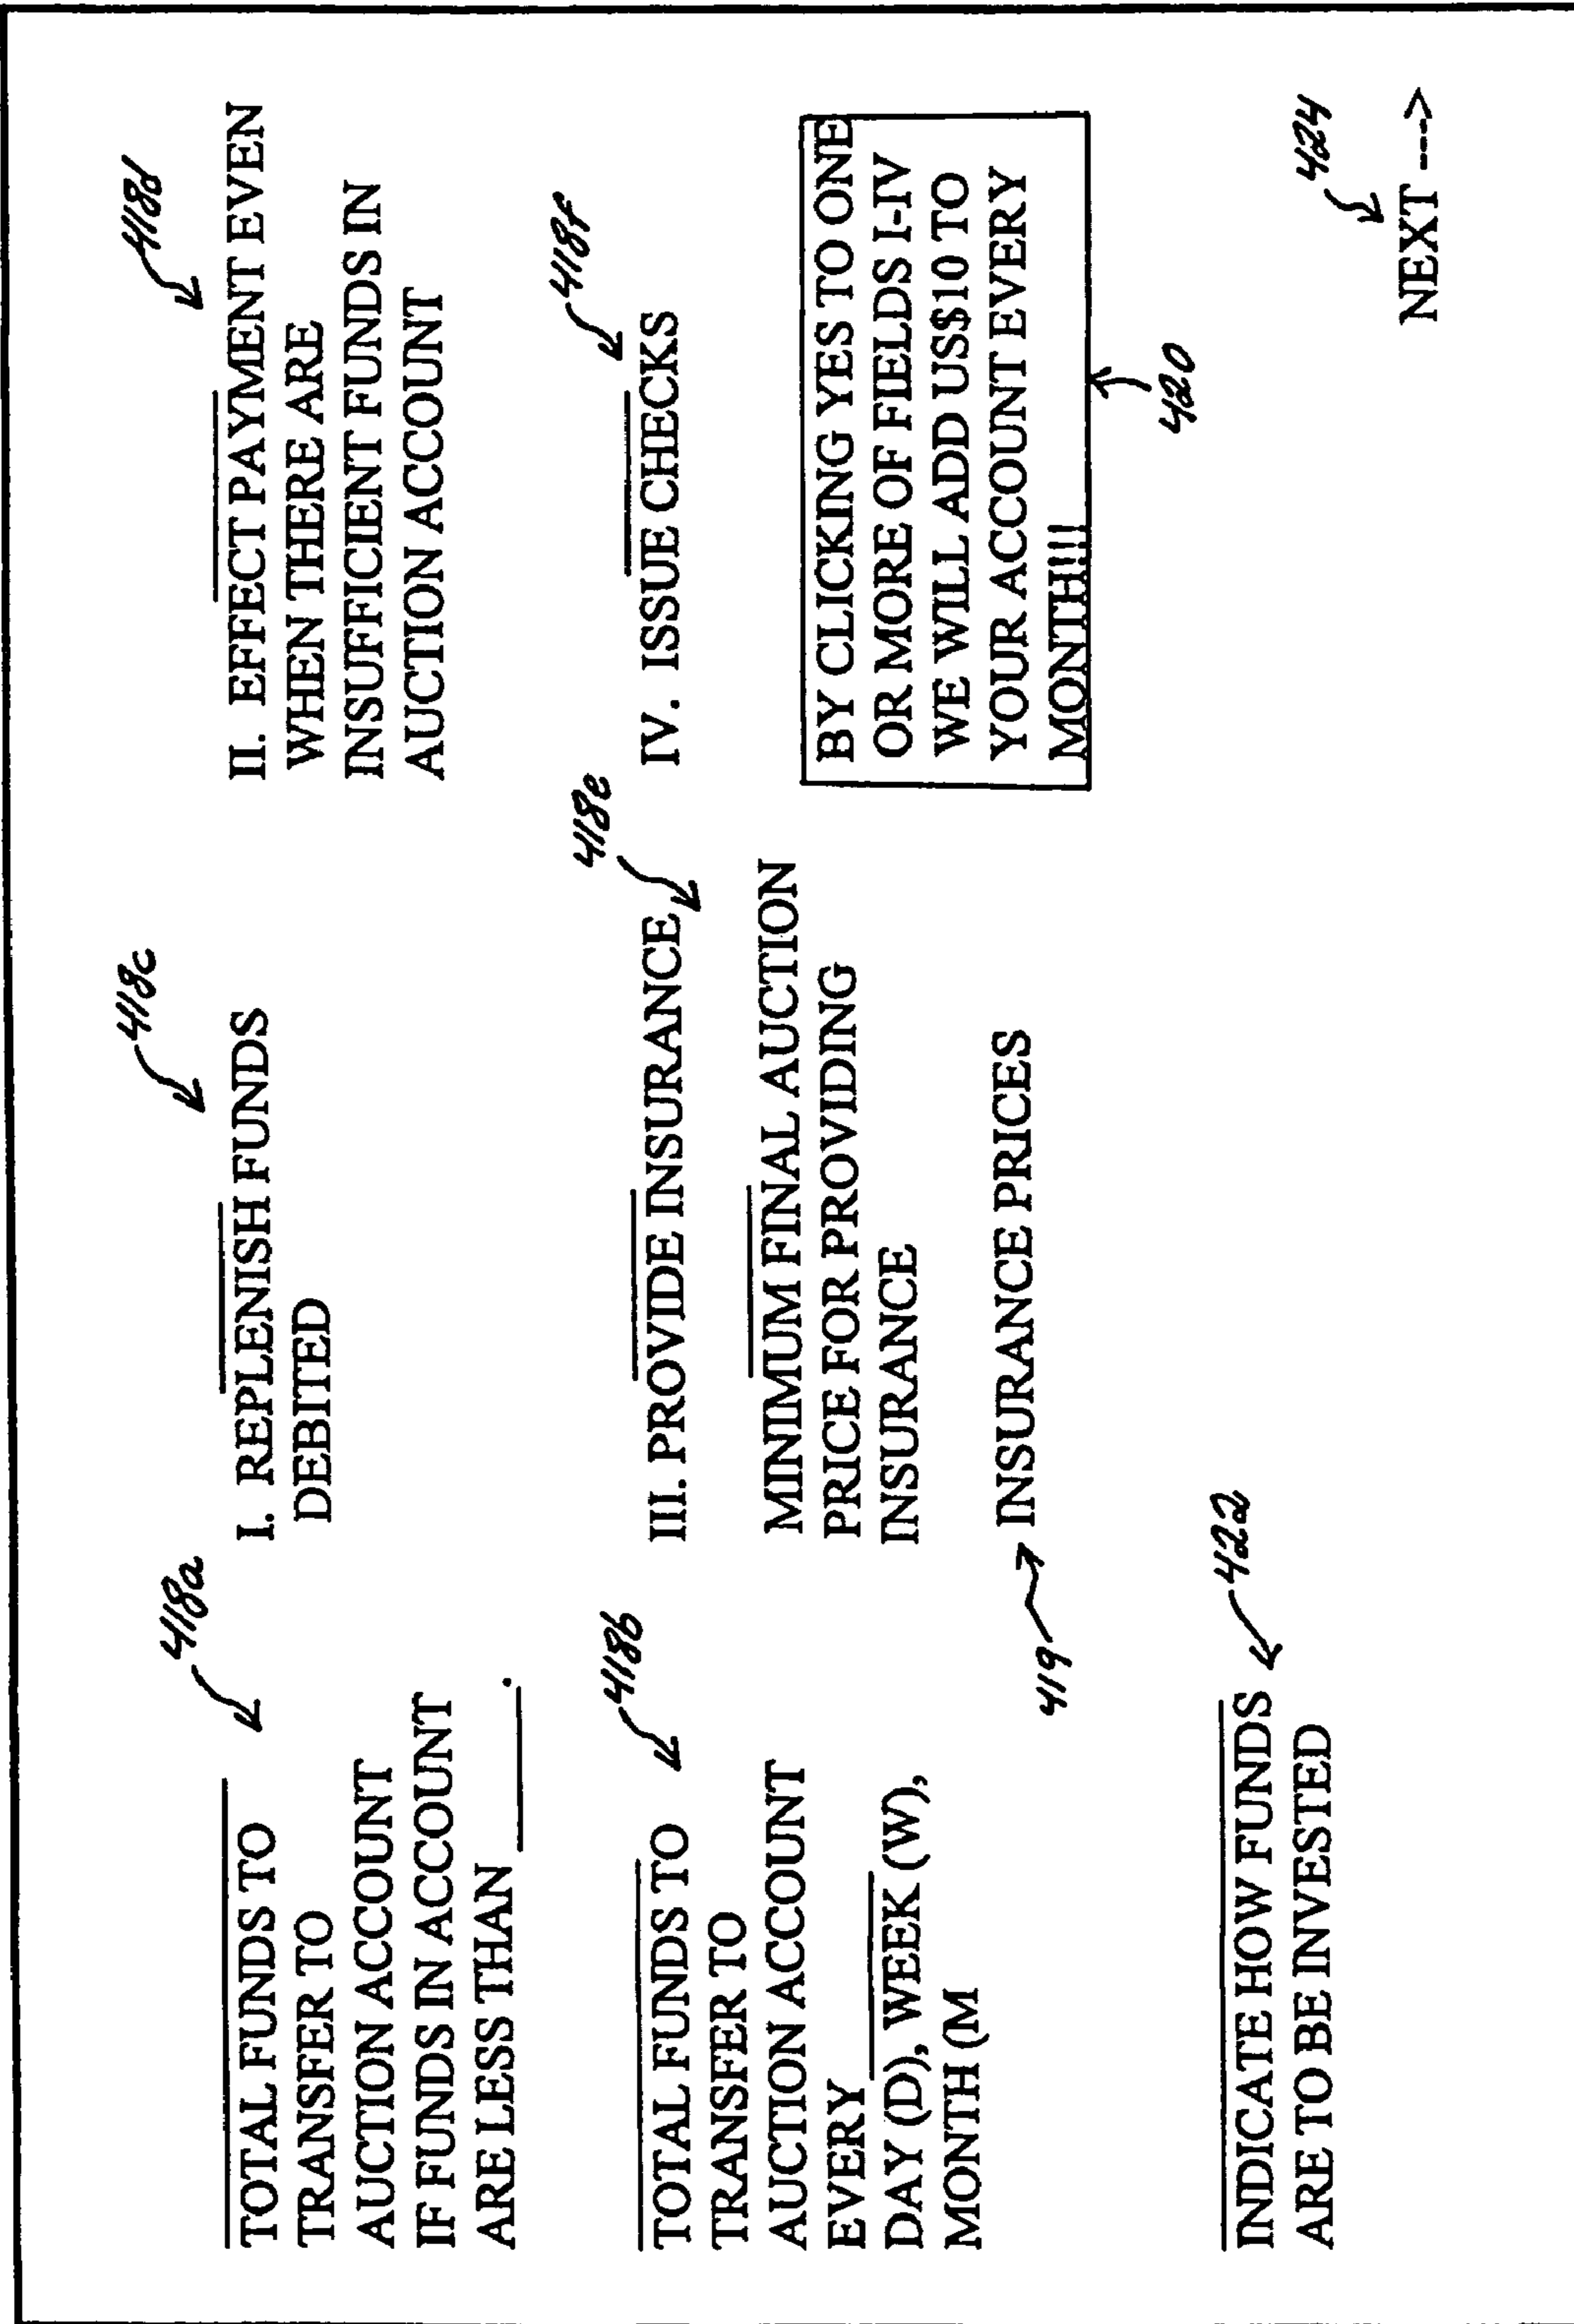 418a
TOTAL FUNDS TO
TRANSFER TO
AUCTION ACCOUNT
IF FUNDS IN ACCOUNT
ARE LESS THAN ____.
418c
I. REPLENISH FUNDS
DEBITED
418d
II. EFFECT PAYMENT EVEN
WHEN THERE ARE
INSUFFICIENT FUNDS IN
AUCTION ACCOUNT
418b
TOTAL FUNDS TO
TRANSFER TO
AUCTION ACCOUNT
EVERY ____
DAY (D), WEEK (W),
MONTH (M
418e
III. PROVIDE INSURANCE
MINIMUM FINAL AUCTION
PRICE FOR PROVIDING
INSURANCE
419
INSURANCE PRICES
418f
IV. ISSUE CHECKS
BY CLICKING YES TO ONE
OR MORE OF FIELDS I-IV
WE WILL ADD US$10 TO
YOUR ACCOUNT EVERY
MONTH!!!
420
422
INDICATE HOW FUNDS
ARE TO BE INVESTED
424
NEXT --->